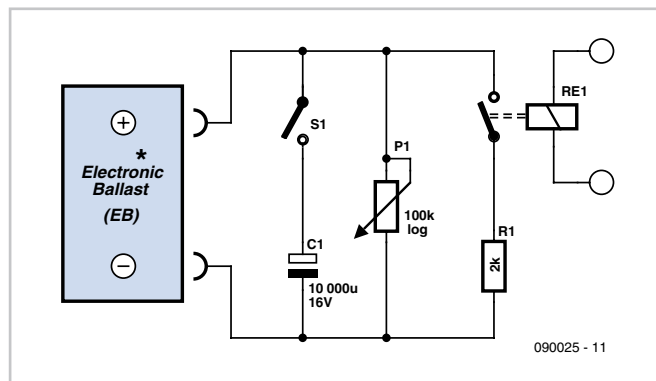 +
*
Electronic
Ballast
(EB)
−
S1
C1
10 000u
16V
P1
100k
log
RE1
R1
2k
090025 - 11